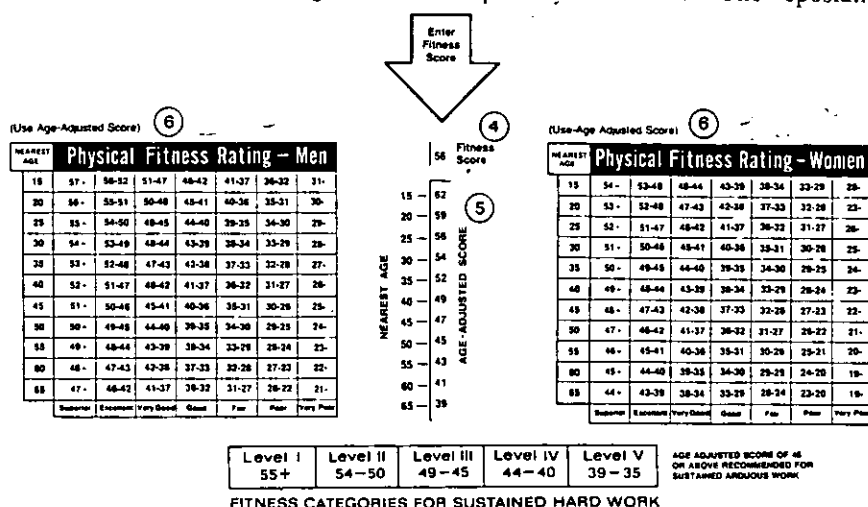 Enter
Fitness
Score
(Use Age-Adjusted Score) 6
NEAREST AGE Physical Fitness Rating – Men
15 57+ 56-52 51-47 46-42 41-37 36-32 31-
20 56+ 55-51 50-46 45-41 40-36 35-31 30-
25 55+ 54-50 49-45 44-40 39-35 34-30 29-
30 54+ 53-49 48-44 43-39 38-34 33-29 28-
35 53+ 52-48 47-43 42-38 37-33 32-28 27-
40 52+ 51-47 46-42 41-37 36-32 31-27 26-
45 51+ 50-46 45-41 40-36 35-31 30-26 25-
50 50+ 49-45 44-40 39-35 34-30 29-25 24-
55 49+ 48-44 43-39 38-34 33-29 28-24 23-
60 48+ 47-43 42-38 37-33 32-28 27-23 22-
65 47+ 46-42 41-37 36-32 31-27 26-22 21-
Superior Excellent Very Good Good Fair Poor Very Poor
4
56 Fitness
Score
5
NEAREST AGE
AGE-ADJUSTED SCORE
15 62
20 59
25 56
30 54
35 52
40 49
45 47
50 45
55 43
60 41
65 39
(Use-Age Adjusted Score) 6
NEAREST AGE Physical Fitness Rating - Women
15 54+ 53-49 48-44 43-39 38-34 33-29 28-
20 53+ 52-48 47-43 42-38 37-33 32-28
25 52+ 51-47 46-42 41-37 36-32 31-27 26-
30 51+ 50-46 45-41 40-36 35-31 30-26 25-
35 50+ 49-45 44-40 39-35 34-30 29-25 24-
40 49+ 48-44 43-39 38-34 33-29 28-24 23-
45 48+ 47-43 42-38 37-33 32-28 27-23 22-
50 47+ 46-42 41-37 36-32 31-27 26-22 21-
55 46+ 45-41 40-36 35-31 30-26 25-21 20-
60 45+ 44-40 39-35 34-30 29-25 24-20 19-
65 44+ 43-39 38-34 33-29 28-24 23-20 19-
Superior Excellent Very Good Good Fair Poor Very Poor
Level I Level II Level III Level IV Level V
55+ 54-50 49-45 44-40 39-35
AGE ADJUSTED SCORE OF 45
OR ABOVE RECOMMENDED FOR
SUSTAINED ARDUOUS WORK
FITNESS CATEGORIES FOR SUSTAINED HARD WORK